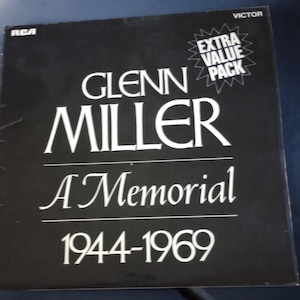 RCA
VICTOR
EXTRA
VALUE
PACK
GLENN
MILLER
A Memorial
1944-1969